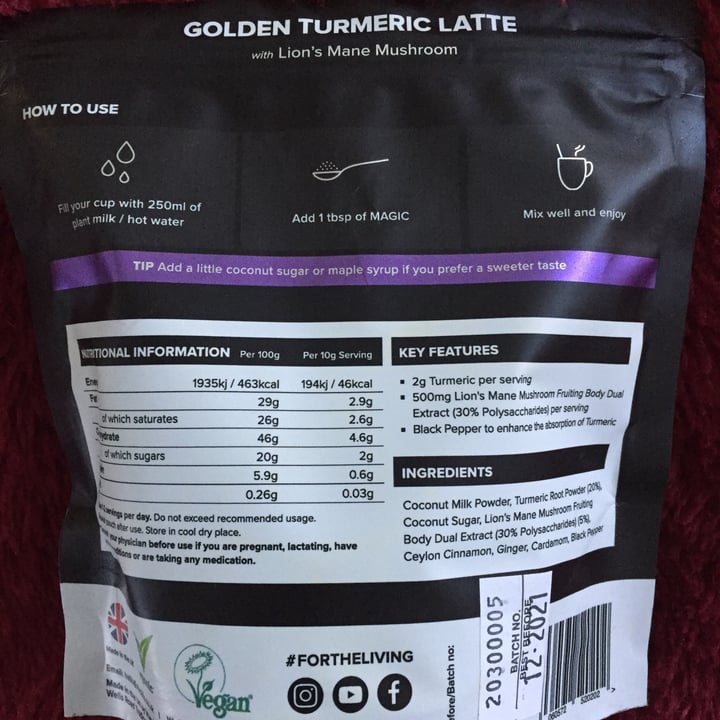 GOLDEN TURMERIC LATTE
with Lion's Mane Mushroom
HOW TO USE
Fill your cup with 250ml of
plant milk / hot water
Add 1 tbsp of MAGIC
Mix well and enjoy
TIP Add a little coconut sugar or maple syrup if you prefer a sweeter taste
NUTRITIONAL INFORMATION Per 100g Per 10g Serving
1935kj / 463kcal 194kj / 46kcal
29g 2.9g
of which saturates 26g 2.6g
46g 4.6g
of which sugars 20g 2g
5.9g 0.6g
0.26g 0.03g
servings per day. Do not exceed recommended usage.
after use. Store in cool dry place.
your physician before use if you are pregnant, lactating, have
or are taking any medication.
KEY FEATURES
▪ 2g Turmeric per serving
▪ 500mg Lion's Mane Mushroom Fruiting Body Dual
Extract (30% Polysaccharides) per serving
▪ Black Pepper to enhance the absorption of Turmeric
INGREDIENTS
Coconut Milk Powder, Turmeric Root Powder (20%),
Coconut Sugar, Lion's Mane Mushroom Fruiting
Body Dual Extract (30% Polysaccharides) (5%),
Ceylon Cinnamon, Ginger, Cardamom, Black Pepper
Made in the UK
Vegan
#FORTHELIVING
Batch no:
20300005
BATCH NO.
BEST BEFORE
12-2021